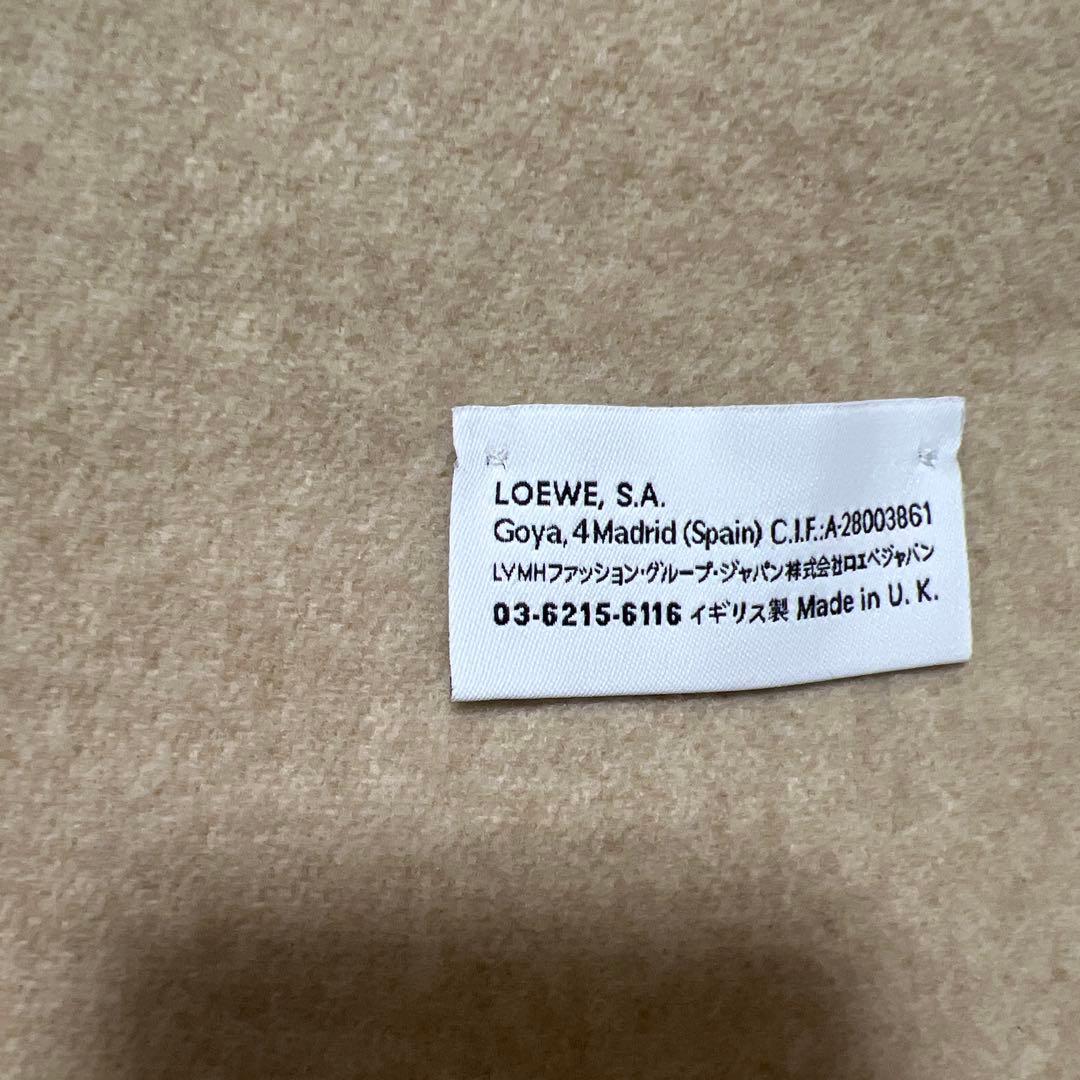 LOEWE, S.A.
Goya, 4 Madrid (Spain) C.I.F.:A-28003861
LVMHファッション・グループ・ジャパン株式会社ロエベジャパン
03-6215-6116 イギリス製 Made in U. K.